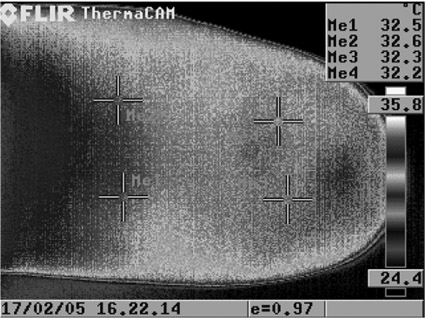 FLIR ThermaCAM
°C
Me1 32.5
Me2 32.6
Me3 32.3
Me4 32.2
35.8
Me
24.4
17/02/05 16.22.14 e=0.97